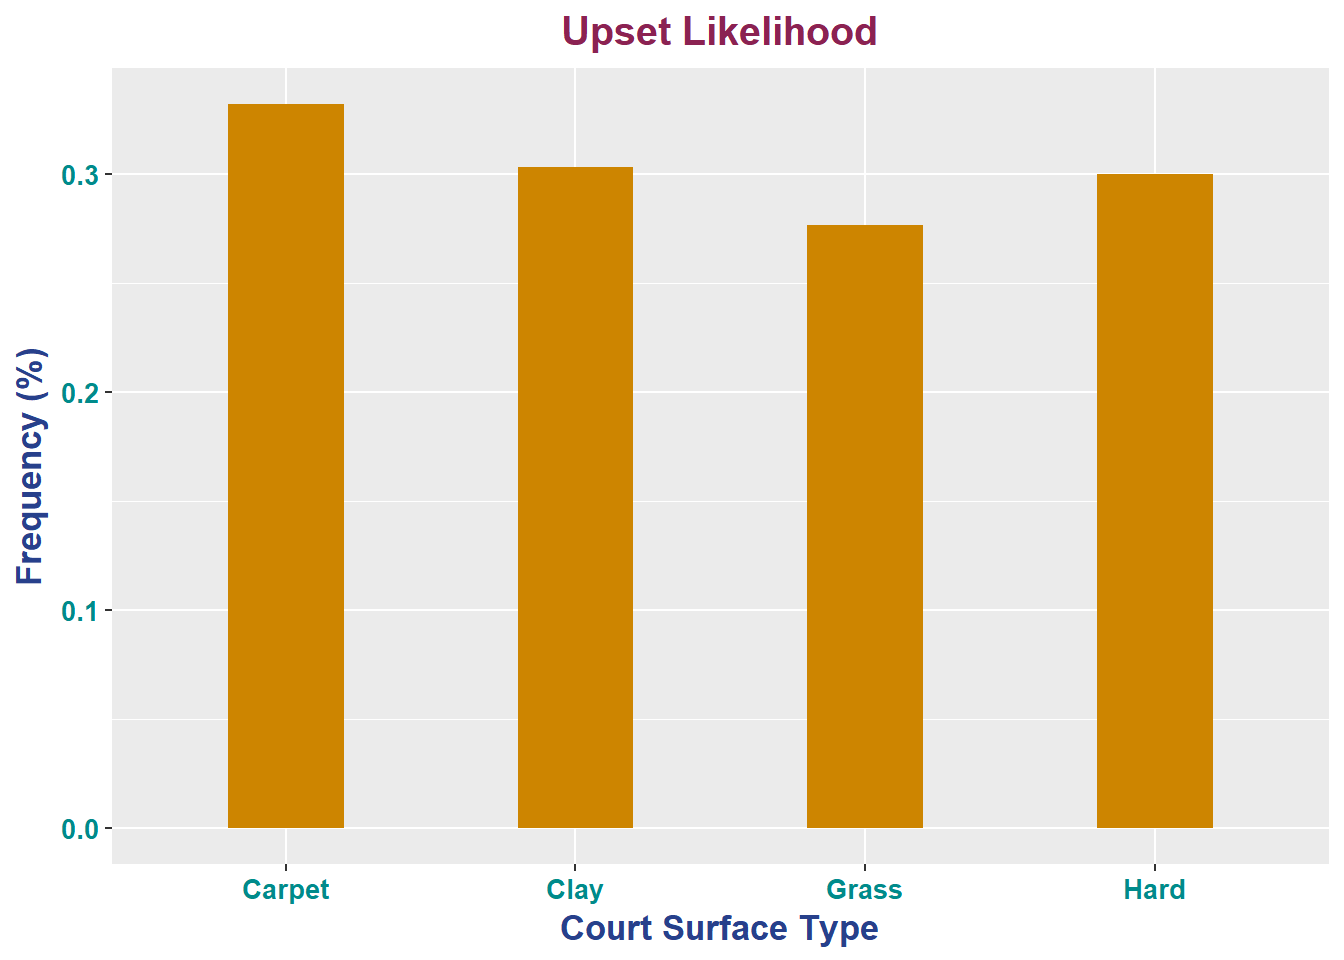 Upset Likelihood
Frequency (%)
0.3
0.2
0.1
0.0
Carpet Clay Grass Hard
Court Surface Type